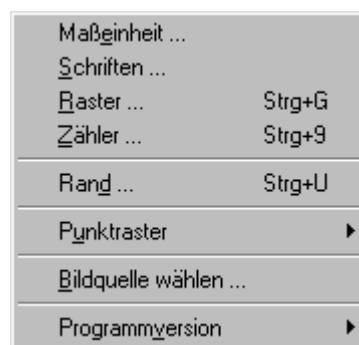 Maßeinheit ...
Schriften ...
Raster ... Strg+G
Zähler ... Strg+9
Rand ... Strg+U
Punktraster
Bildquelle wählen ...
Programmversion